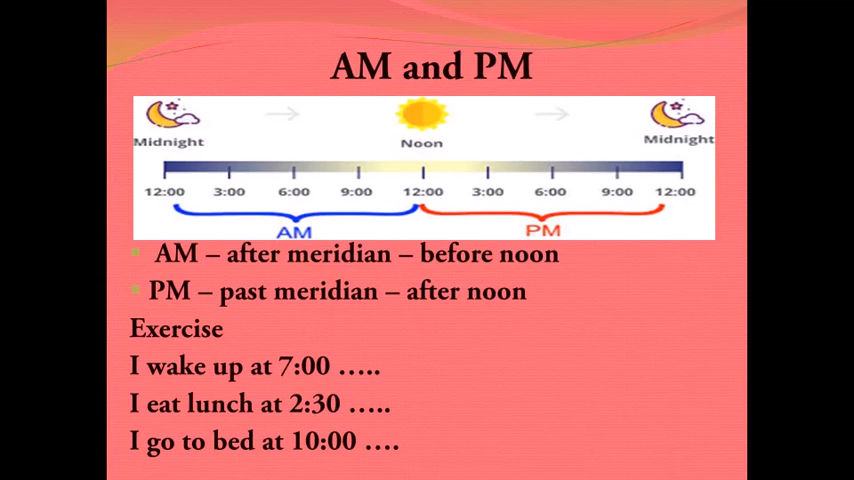 AM and PM
Midnight
Noon
Midnight
12:00 3:00 6:00 9:00 12:00 3:00 6:00 9:00 12:00
AM PM
AM – after meridian – before noon
PM – past meridian – after noon
Exercise
I wake up at 7:00 …..
I eat lunch at 2:30 …..
I go to bed at 10:00 ….